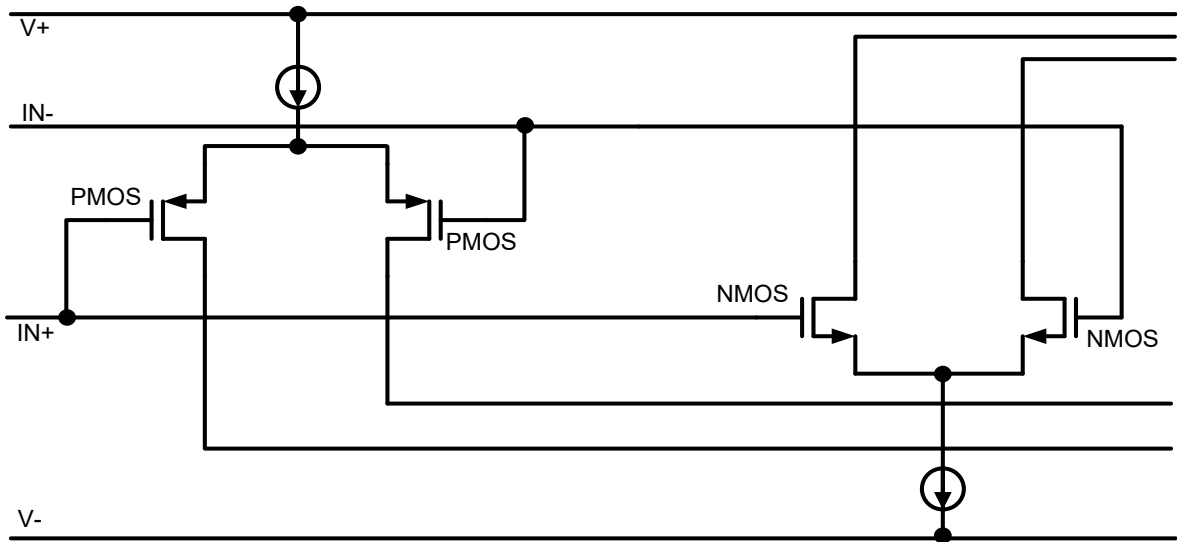 V+
IN-
PMOS
PMOS
NMOS
IN+
NMOS
V-